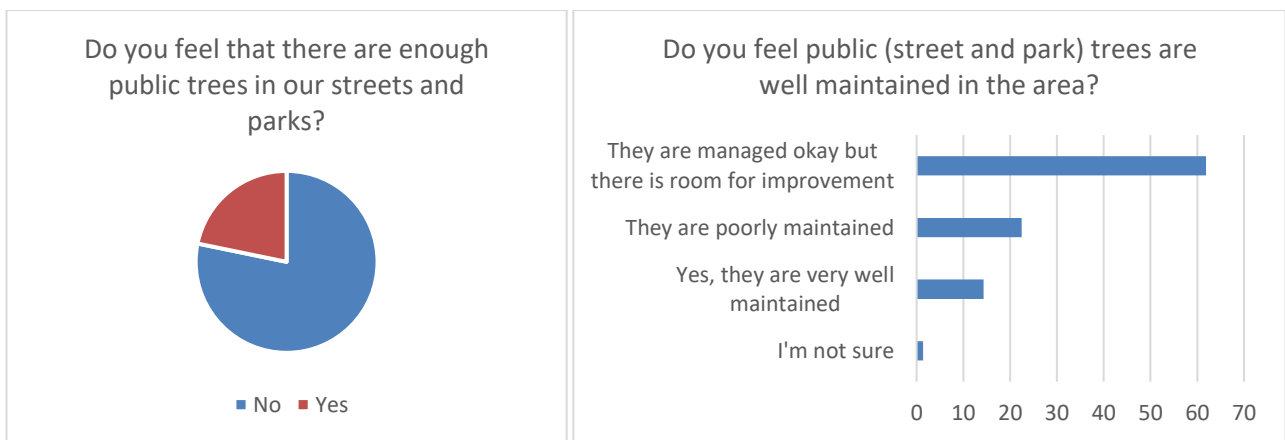 Do you feel that there are enough
public trees in our streets and
parks?
No Yes
Do you feel public (street and park) trees are
well maintained in the area?
They are managed okay but
there is room for improvement
They are poorly maintained
Yes, they are very well
maintained
I'm not sure
0 10 20 30 40 50 60 70